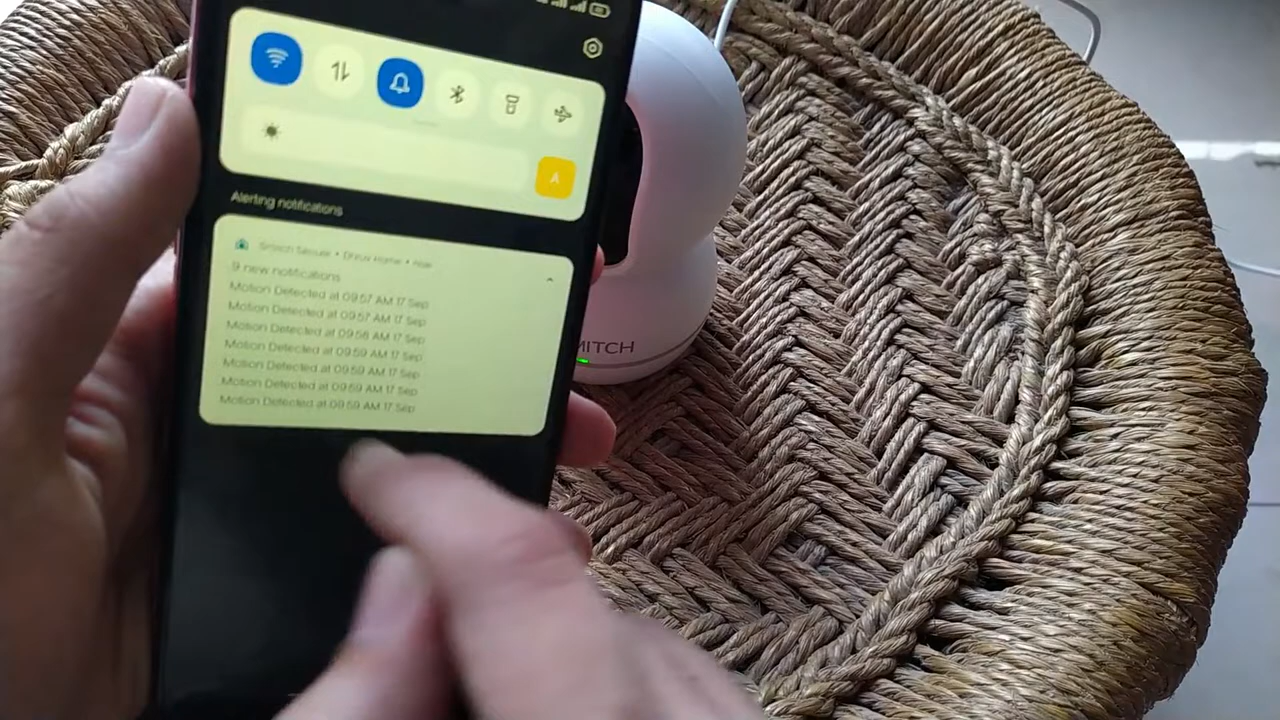 A
Alerting notifications
Home • now
9 new notifications
Motion Detected at 09:57 AM 17 Sep
Motion Detected at 09:57 AM 17 Sep
Motion Detected at 09:58 AM 17 Sep
Motion Detected at 09:59 AM 17 Sep
Motion Detected at 09:59 AM 17 Sep
Motion Detected at 09:59 AM 17 Sep
Motion Detected at 09:59 AM 17 Sep
MITCH